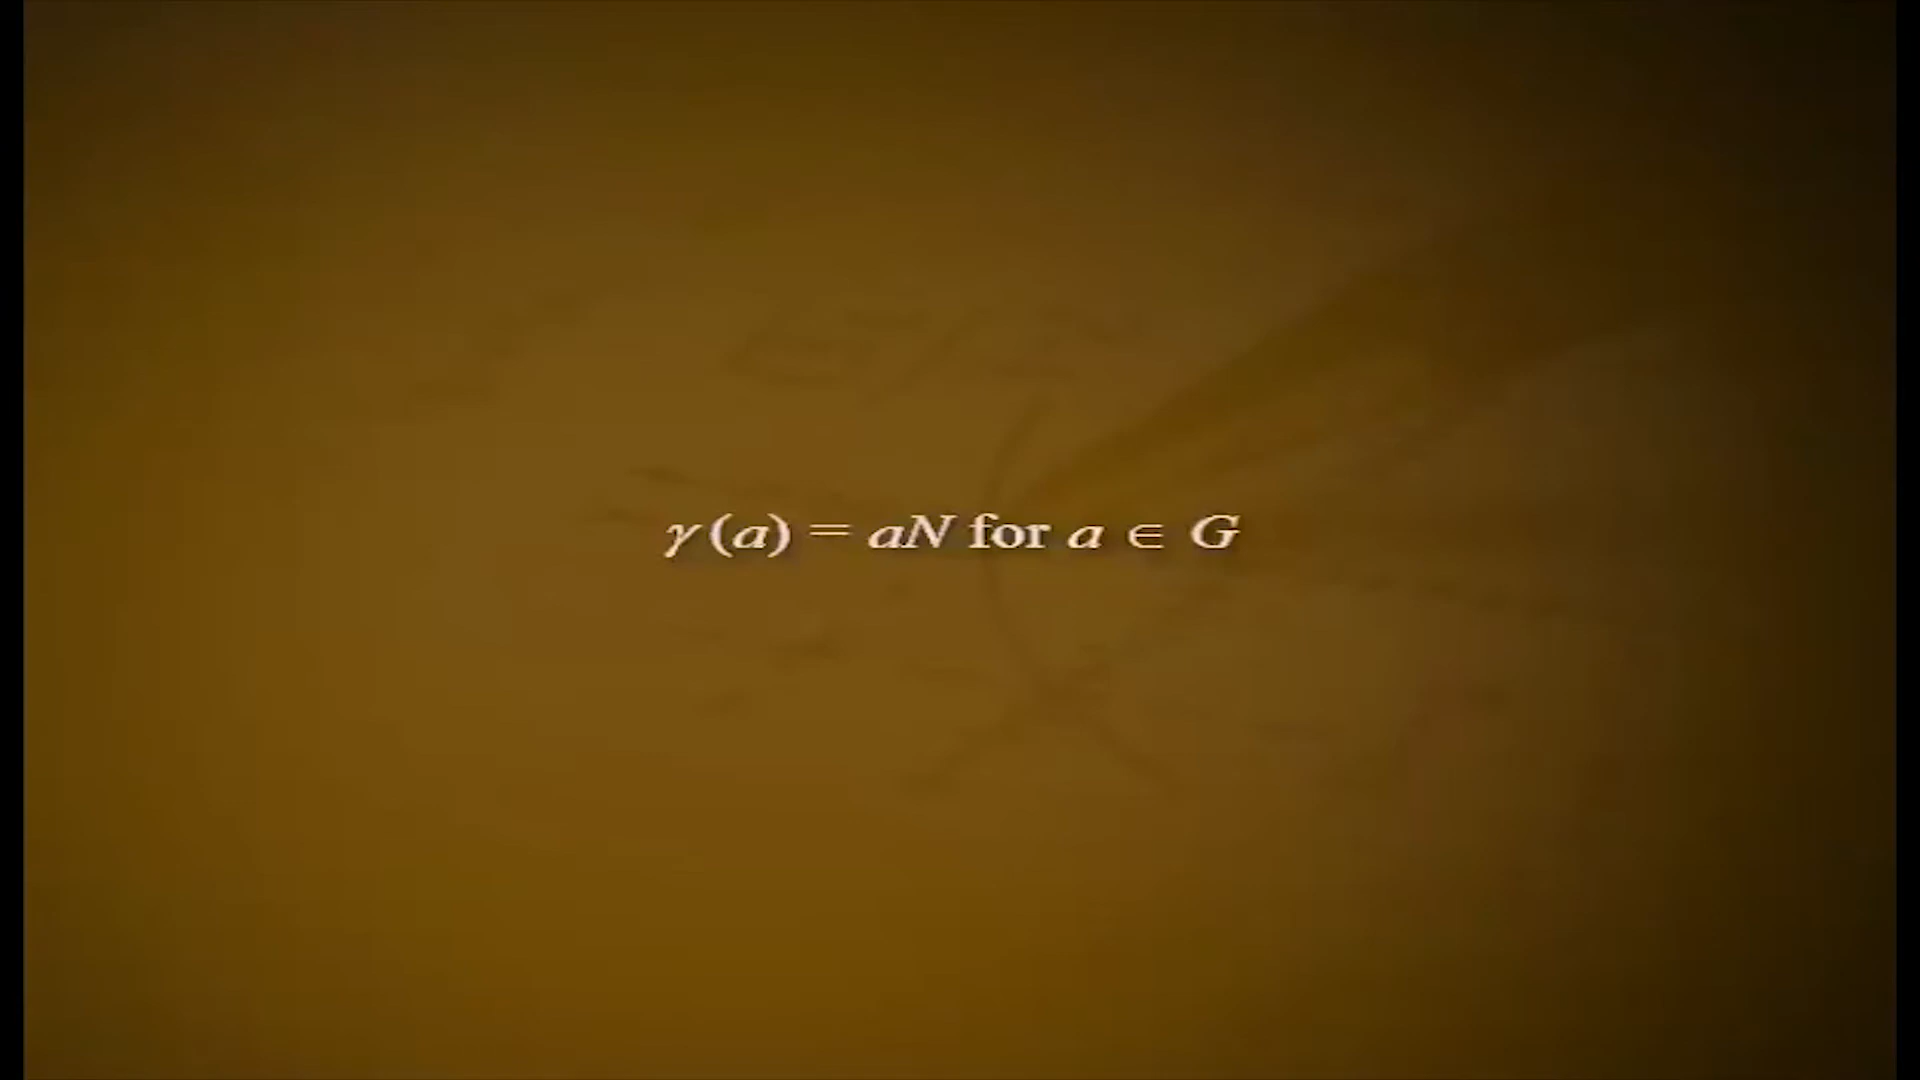 γ (a) = aN for a ∈ G